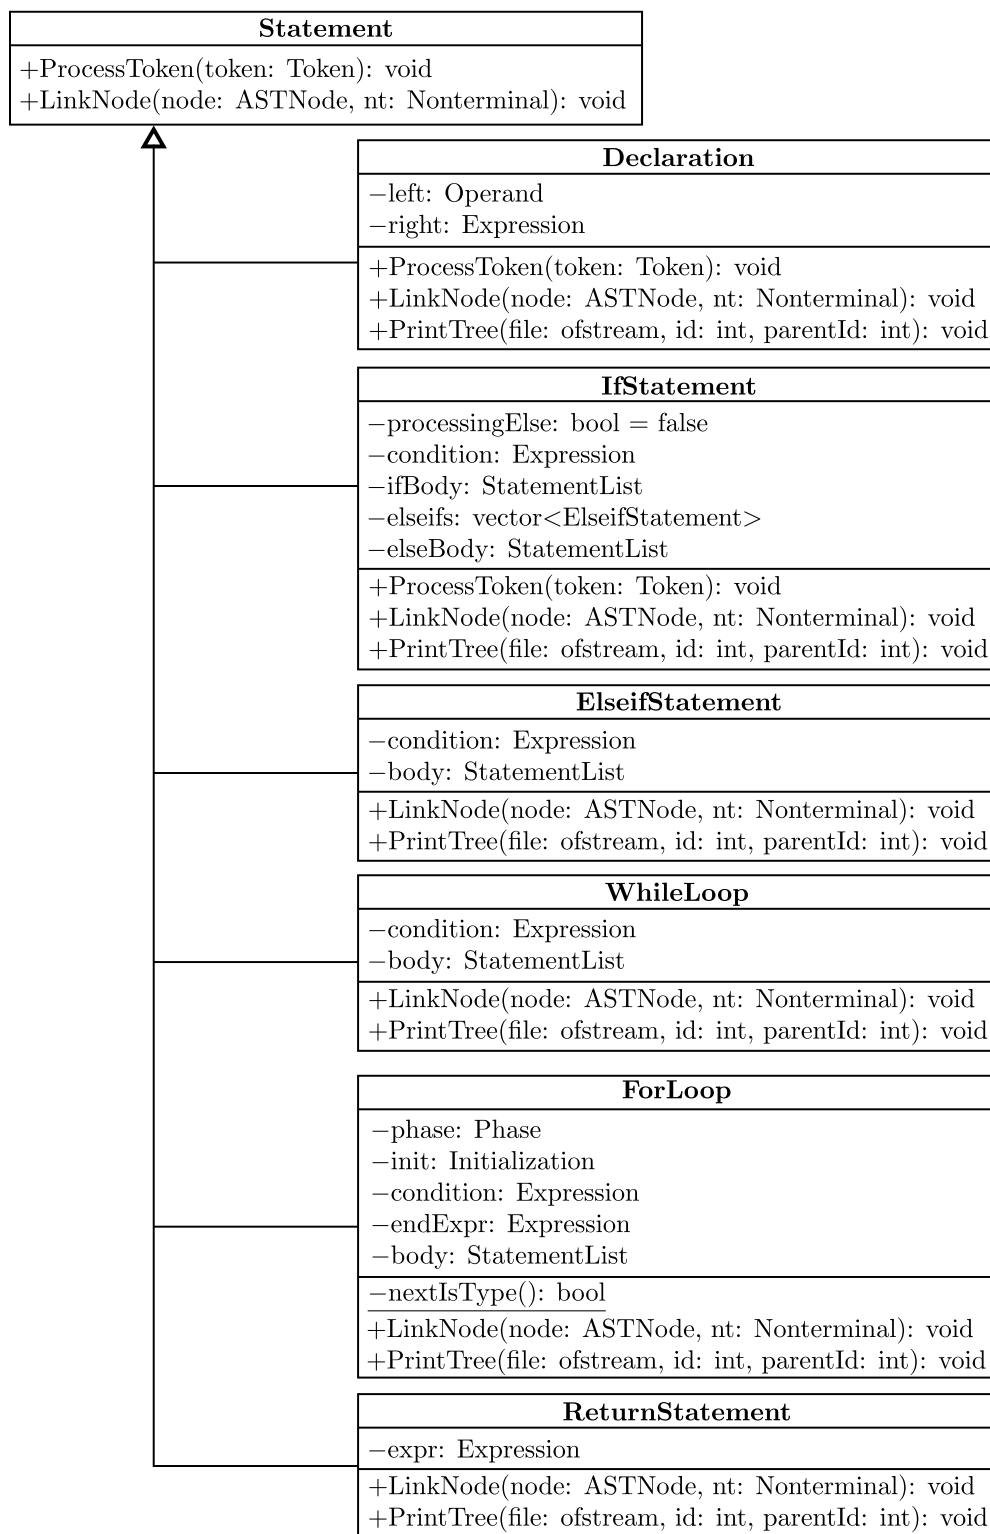 Statement
+ProcessToken(token: Token): void
+LinkNode(node: ASTNode, nt: Nonterminal): void
Declaration
−left: Operand
−right: Expression
+ProcessToken(token: Token): void
+LinkNode(node: ASTNode, nt: Nonterminal): void
+PrintTree(file: ofstream, id: int, parentId: int): void
IfStatement
−processingElse: bool = false
−condition: Expression
−ifBody: StatementList
−elseifs: vector<ElseifStatement>
−elseBody: StatementList
+ProcessToken(token: Token): void
+LinkNode(node: ASTNode, nt: Nonterminal): void
+PrintTree(file: ofstream, id: int, parentId: int): void
ElseifStatement
−condition: Expression
−body: StatementList
+LinkNode(node: ASTNode, nt: Nonterminal): void
+PrintTree(file: ofstream, id: int, parentId: int): void
WhileLoop
−condition: Expression
−body: StatementList
+LinkNode(node: ASTNode, nt: Nonterminal): void
+PrintTree(file: ofstream, id: int, parentId: int): void
ForLoop
−phase: Phase
−init: Initialization
−condition: Expression
−endExpr: Expression
−body: StatementList
−nextIsType(): bool
+LinkNode(node: ASTNode, nt: Nonterminal): void
+PrintTree(file: ofstream, id: int, parentId: int): void
ReturnStatement
−expr: Expression
+LinkNode(node: ASTNode, nt: Nonterminal): void
+PrintTree(file: ofstream, id: int, parentId: int): void